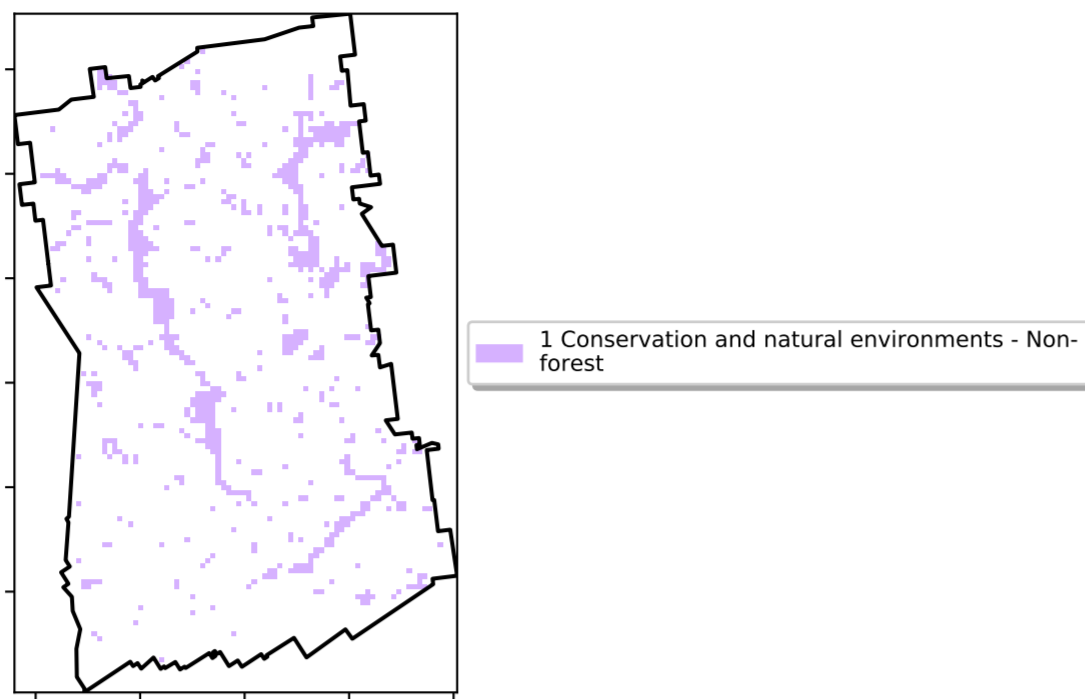 1 Conservation and natural environments - Non-
forest